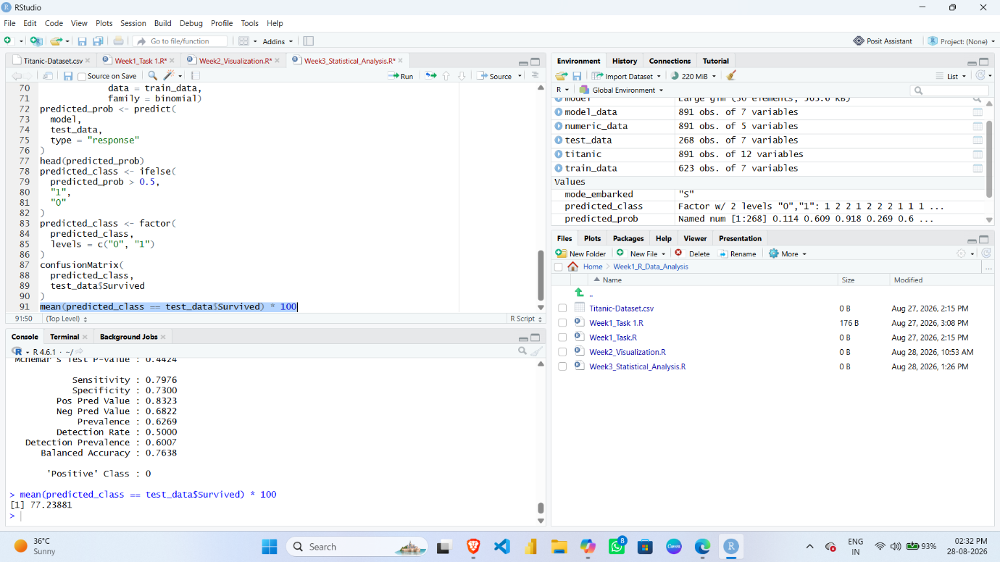 RStudio
File Edit Code View Plots Session Build Debug Profile Tools Help
Go to file/function Addins Posit Assistant Project: (None)
Titanic-Dataset.csv Week1_Task 1.R* Week2_Visualization.R* Week3_Statistical_Analysis.R*
Source on Save Run Source
70 data = train_data,
71 family = binomial)
72 predicted_prob <- predict(
73 model,
74 test_data,
75 type = "response"
76 )
77 head(predicted_prob)
78 predicted_class <- ifelse(
79 predicted_prob > 0.5,
80 "1",
81 "0"
82 )
83 predicted_class <- factor(
84 predicted_class,
85 levels = c("0", "1")
86 )
87 confusionMatrix(
88 predicted_class,
89 test_data$Survived
90 )
91 mean(predicted_class == test_data$Survived) * 100
91:50 (Top Level) R Script
Console Terminal Background Jobs
R 4.6.1 · ~/
Mcnemar's Test P-Value : 0.4424
Sensitivity : 0.7976
Specificity : 0.7300
Pos Pred Value : 0.8323
Neg Pred Value : 0.6822
Prevalence : 0.6269
Detection Rate : 0.5000
Detection Prevalence : 0.6007
Balanced Accuracy : 0.7638
'Positive' Class : 0
> mean(predicted_class == test_data$Survived) * 100
[1] 77.23881
>
Environment History Connections Tutorial
Import Dataset 220 MiB List
R Global Environment
model Large glm (30 elements, 565.6 kB)
model_data 891 obs. of 7 variables
numeric_data 891 obs. of 5 variables
test_data 268 obs. of 7 variables
titanic 891 obs. of 12 variables
train_data 623 obs. of 7 variables
Values
mode_embarked "S"
predicted_class Factor w/ 2 levels "0","1": 1 2 2 1 2 2 2 1 1 1 ...
predicted_prob Named num [1:268] 0.114 0.609 0.918 0.269 0.6 ...
Files Plots Packages Help Viewer Presentation
New Folder New File Delete Rename More
Home Week1_R_Data_Analysis ...
Name Size Modified
..
Titanic-Dataset.csv 0 B Aug 27, 2026, 2:15 PM
Week1_Task 1.R 176 B Aug 27, 2026, 3:08 PM
Week1_Task.R 0 B Aug 27, 2026, 2:15 PM
Week2_Visualization.R 0 B Aug 28, 2026, 10:53 AM
Week3_Statistical_Analysis.R 0 B Aug 28, 2026, 1:26 PM
36°C
Sunny
Search
8
ENG
IN
93%
02:32 PM
28-08-2026